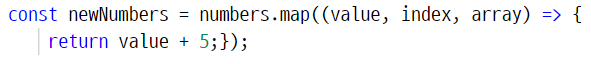 const newNumbers = numbers.map((value, index, array) => {
return value + 5;});